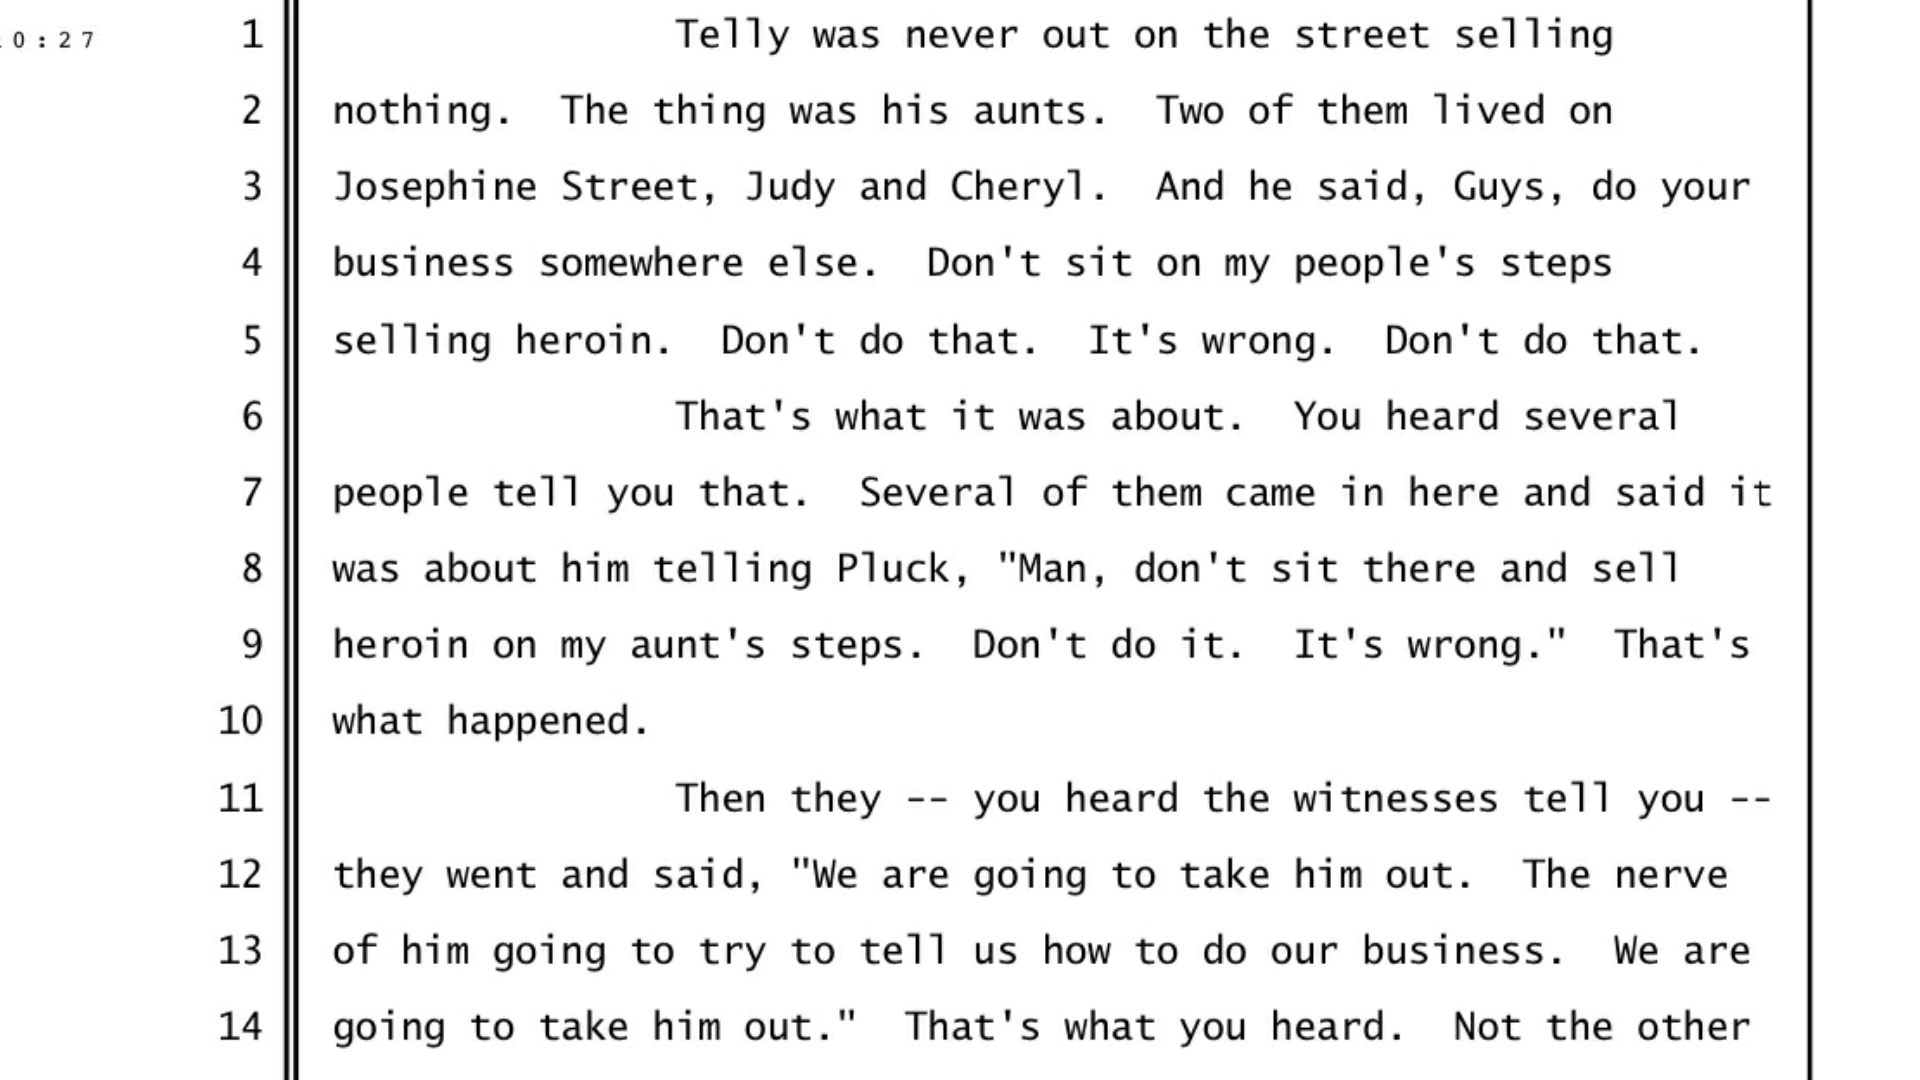 0:27 1 Telly was never out on the street selling
2 nothing. The thing was his aunts. Two of them lived on
3 Josephine Street, Judy and Cheryl. And he said, Guys, do your
4 business somewhere else. Don't sit on my people's steps
5 selling heroin. Don't do that. It's wrong. Don't do that.
6 That's what it was about. You heard several
7 people tell you that. Several of them came in here and said it
8 was about him telling Pluck, "Man, don't sit there and sell
9 heroin on my aunt's steps. Don't do it. It's wrong." That's
10 what happened.
11 Then they -- you heard the witnesses tell you --
12 they went and said, "We are going to take him out. The nerve
13 of him going to try to tell us how to do our business. We are
14 going to take him out." That's what you heard. Not the other